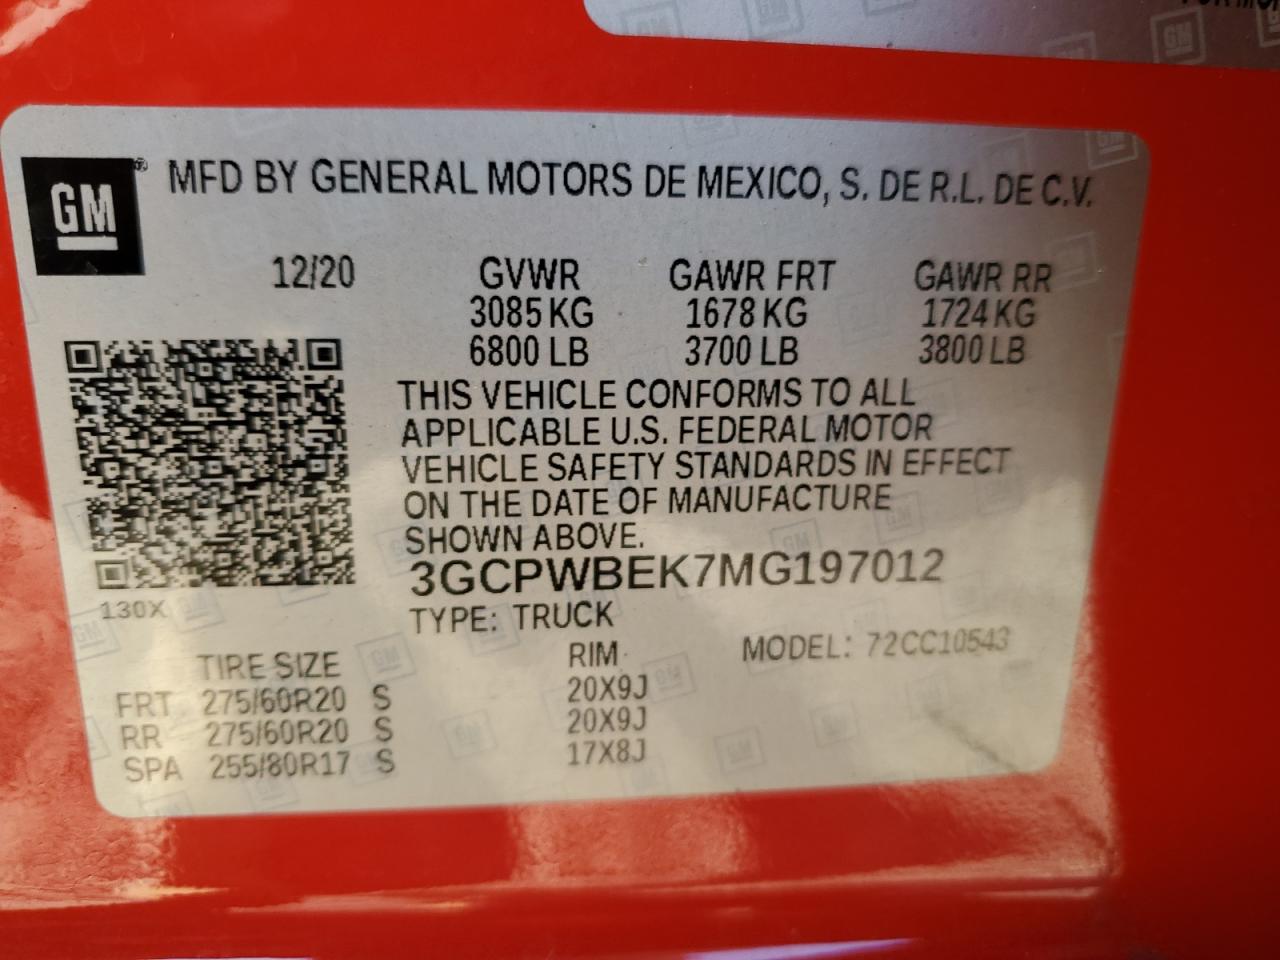 GM
MFD BY GENERAL MOTORS DE MEXICO, S. DE R.L. DE C.V.
12/20 GVWR GAWR FRT GAWR RR
3085 KG 1678 KG 1724 KG
6800 LB 3700 LB 3800 LB
THIS VEHICLE CONFORMS TO ALL
APPLICABLE U.S. FEDERAL MOTOR
VEHICLE SAFETY STANDARDS IN EFFECT
ON THE DATE OF MANUFACTURE
SHOWN ABOVE.
3GCPWBEK7MG197012
130X
TYPE: TRUCK
MODEL: 72CC10543
TIRE SIZE RIM
FRT 275/60R20 S 20X9J
RR 275/60R20 S 20X9J
SPA 255/80R17 S 17X8J